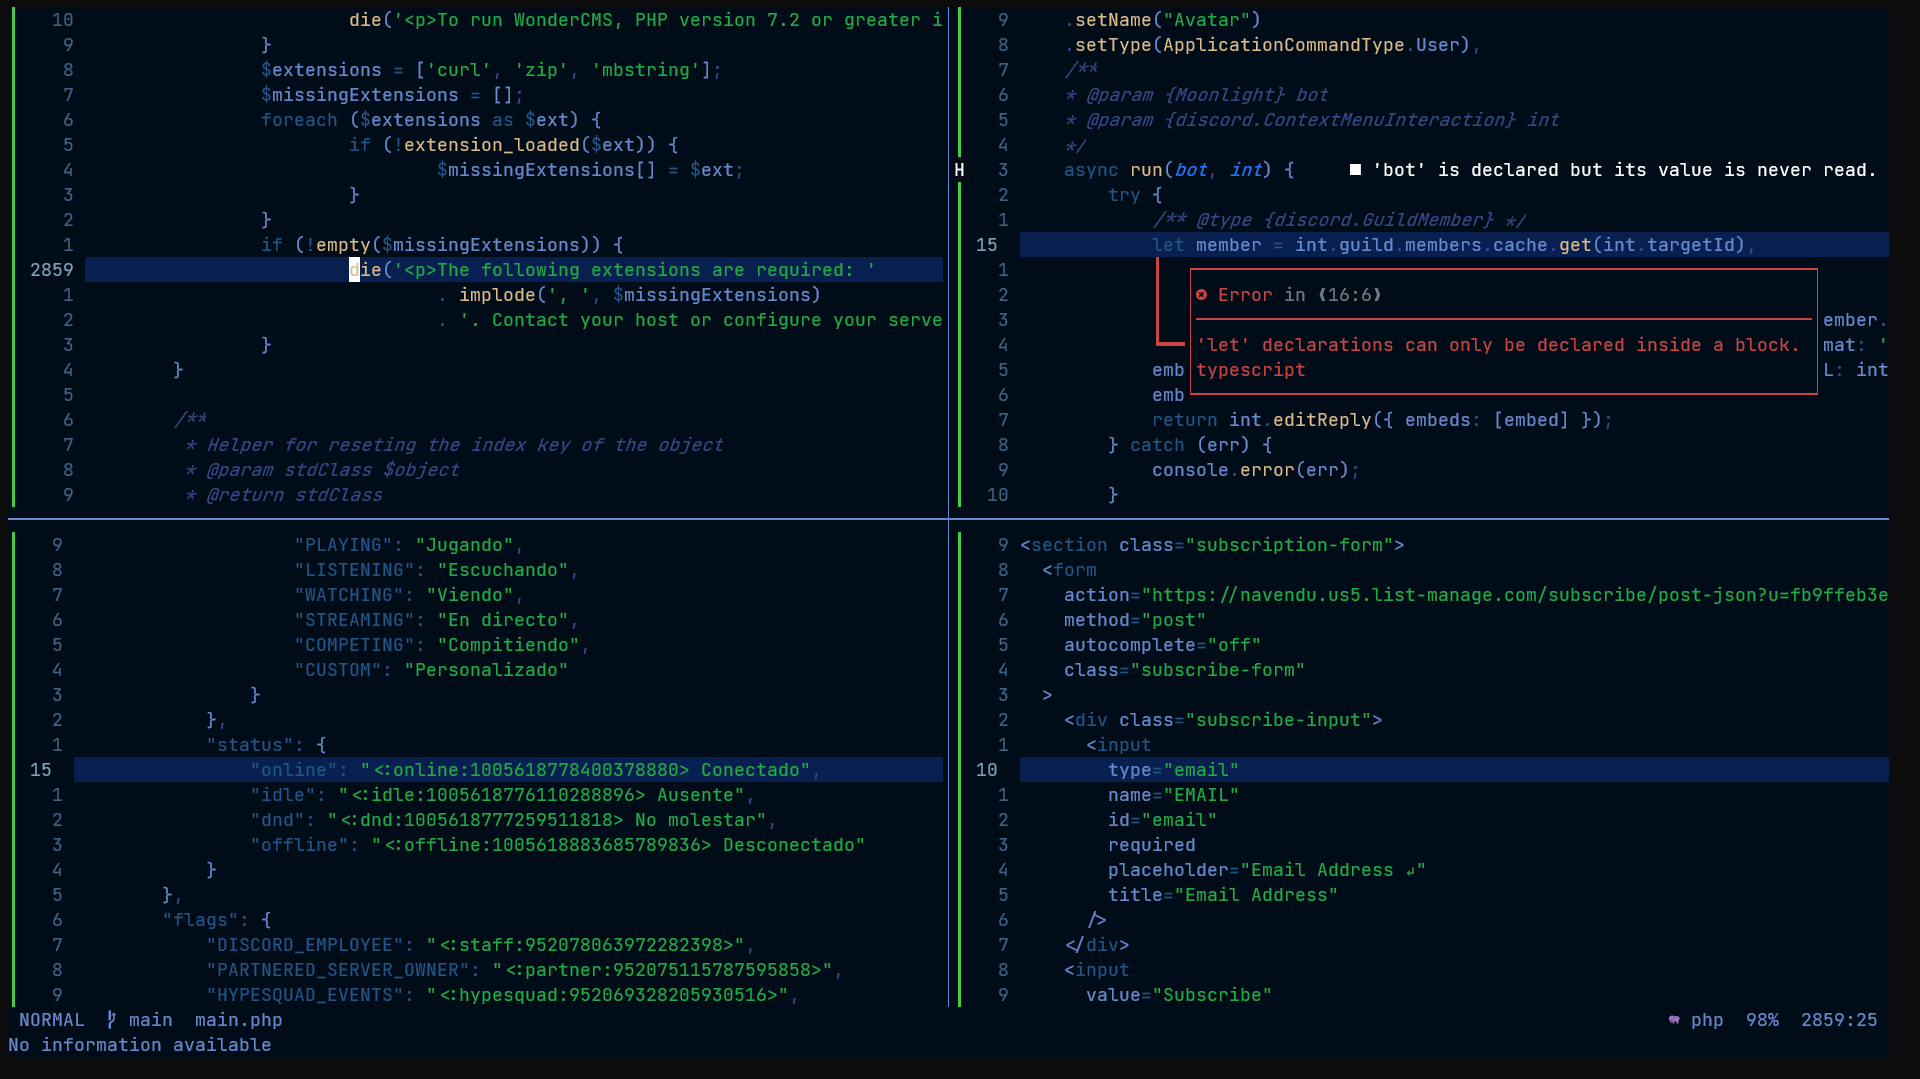 10 die('<p>To run WonderCMS, PHP version 7.2 or greater i
9 }
8 $extensions = ['curl', 'zip', 'mbstring'];
7 $missingExtensions = [];
6 foreach ($extensions as $ext) {
5 if (!extension_loaded($ext)) {
4 $missingExtensions[] = $ext;
3 }
2 }
1 if (!empty($missingExtensions)) {
2859 die('<p>The following extensions are required: '
1 . implode(', ', $missingExtensions)
2 . '. Contact your host or configure your serve
3 }
4 }
5
6 /**
7 * Helper for reseting the index key of the object
8 * @param stdClass $object
9 * @return stdClass
9 .setName("Avatar")
8 .setType(ApplicationCommandType.User),
7 /**
6 * @param {Moonlight} bot
5 * @param {discord.ContextMenuInteraction} int
4 */
H 3 async run(bot, int) { ■ 'bot' is declared but its value is never read.
2 try {
1 /** @type {discord.GuildMember} */
15 let member = int.guild.members.cache.get(int.targetId),
1
2 Error in (16:6)
3 ember.
4 'let' declarations can only be declared inside a block. mat: '
5 emb typescript L: int
6 emb
7 return int.editReply({ embeds: [embed] });
8 } catch (err) {
9 console.error(err);
10 }
9 "PLAYING": "Jugando",
8 "LISTENING": "Escuchando",
7 "WATCHING": "Viendo",
6 "STREAMING": "En directo",
5 "COMPETING": "Compitiendo",
4 "CUSTOM": "Personalizado"
3 }
2 },
1 "status": {
15 "online": "<:online:1005618778400378880> Conectado",
1 "idle": "<:idle:1005618776110288896> Ausente",
2 "dnd": "<:dnd:1005618777259511818> No molestar",
3 "offline": "<:offline:1005618883685789836> Desconectado"
4 }
5 },
6 "flags": {
7 "DISCORD_EMPLOYEE": "<:staff:952078063972282398>",
8 "PARTNERED_SERVER_OWNER": "<:partner:952075115787595858>",
9 "HYPESQUAD_EVENTS": "<:hypesquad:952069328205930516>",
9 <section class="subscription-form">
8 <form
7 action="https://navendu.us5.list-manage.com/subscribe/post-json?u=fb9ffeb3e
6 method="post"
5 autocomplete="off"
4 class="subscribe-form"
3 >
2 <div class="subscribe-input">
1 <input
10 type="email"
1 name="EMAIL"
2 id="email"
3 required
4 placeholder="Email Address ↲"
5 title="Email Address"
6 />
7 </div>
8 <input
9 value="Subscribe"
NORMAL main main.php php 98% 2859:25
No information available